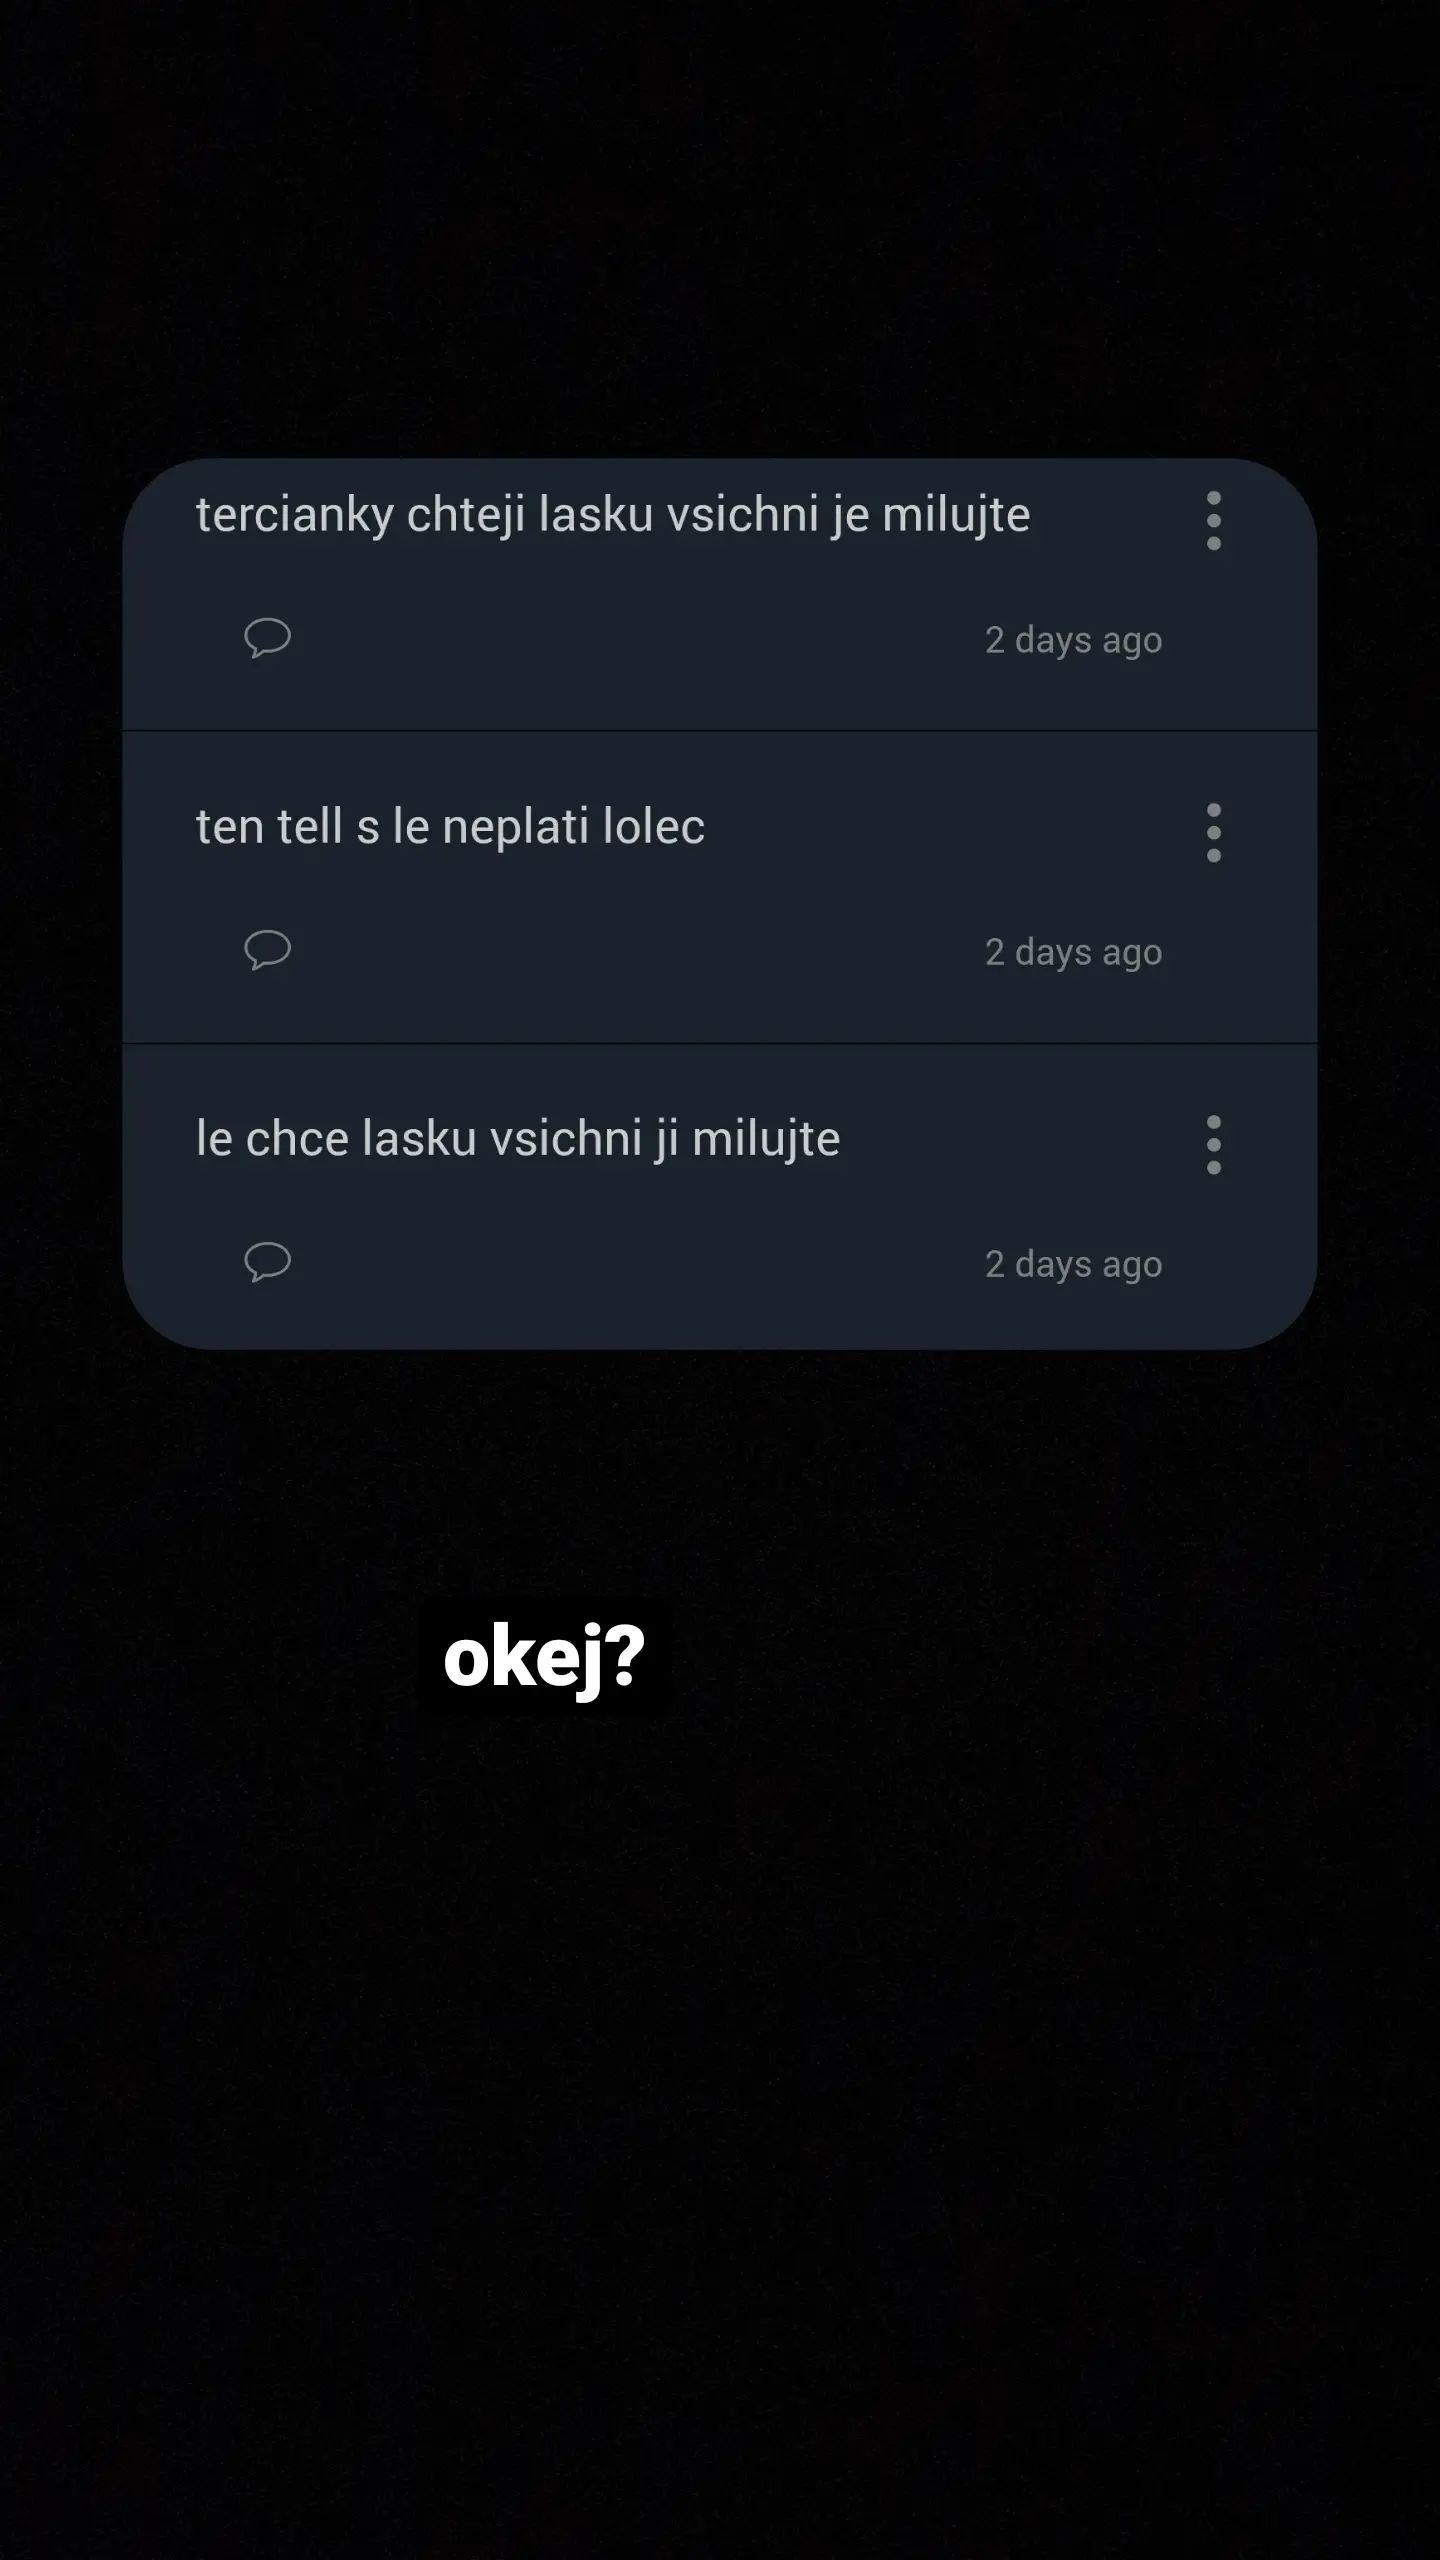 tercianky chteji lasku vsichni je milujte
2 days ago
ten tell s le neplati lolec
2 days ago
le chce lasku vsichni ji milujte
2 days ago
okej?